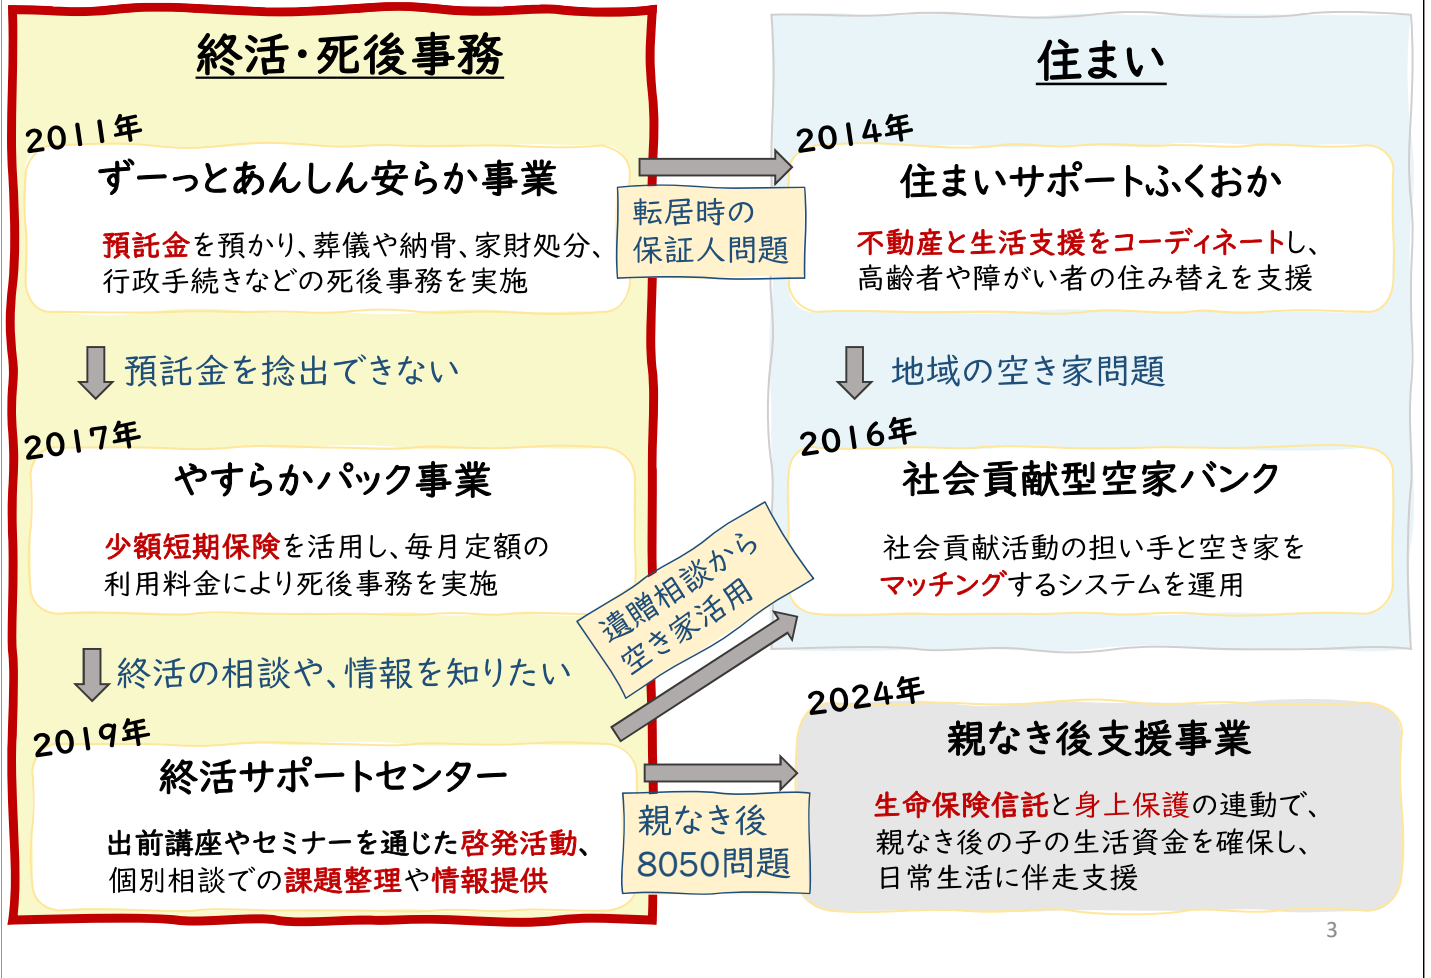 終活・死後事務
2011年
ずーっとあんしん安らか事業
預託金を預かり、葬儀や納骨、家財処分、
行政手続きなどの死後事務を実施
預託金を捻出できない
2017年
やすらかパック事業
少額短期保険を活用し、毎月定額の
利用料金により死後事務を実施
終活の相談や、情報を知りたい
2019年
終活サポートセンター
出前講座やセミナーを通じた啓発活動、
個別相談での課題整理や情報提供
転居時の
保証人問題
遺贈相談から
空き家活用
親なき後
8050問題
住まい
2014年
住まいサポートふくおか
不動産と生活支援をコーディネートし、
高齢者や障がい者の住み替えを支援
地域の空き家問題
2016年
社会貢献型空家バンク
社会貢献活動の担い手と空き家を
マッチングするシステムを運用
2024年
親なき後支援事業
生命保険信託と身上保護の連動で、
親なき後の子の生活資金を確保し、
日常生活に伴走支援
3